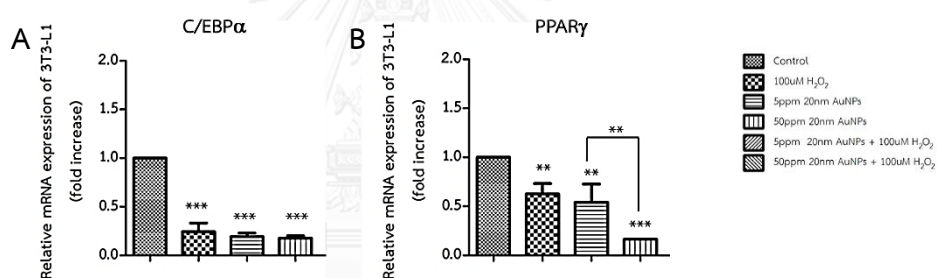 A
C/EBPα
Relative mRNA expression of 3T3-L1
(fold increase)
2.0
1.5
1.0
0.5
0.0
***
***
***
B
PPARγ
Relative mRNA expression of 3T3-L1
(fold increase)
2.0
1.5
1.0
0.5
0.0
**
**
**
***
Control
100uM H₂O₂
5ppm 20nm AuNPs
50ppm 20nm AuNPs
5ppm 20nm AuNPs + 100uM H₂O₂
50ppm 20nm AuNPs + 100uM H₂O₂